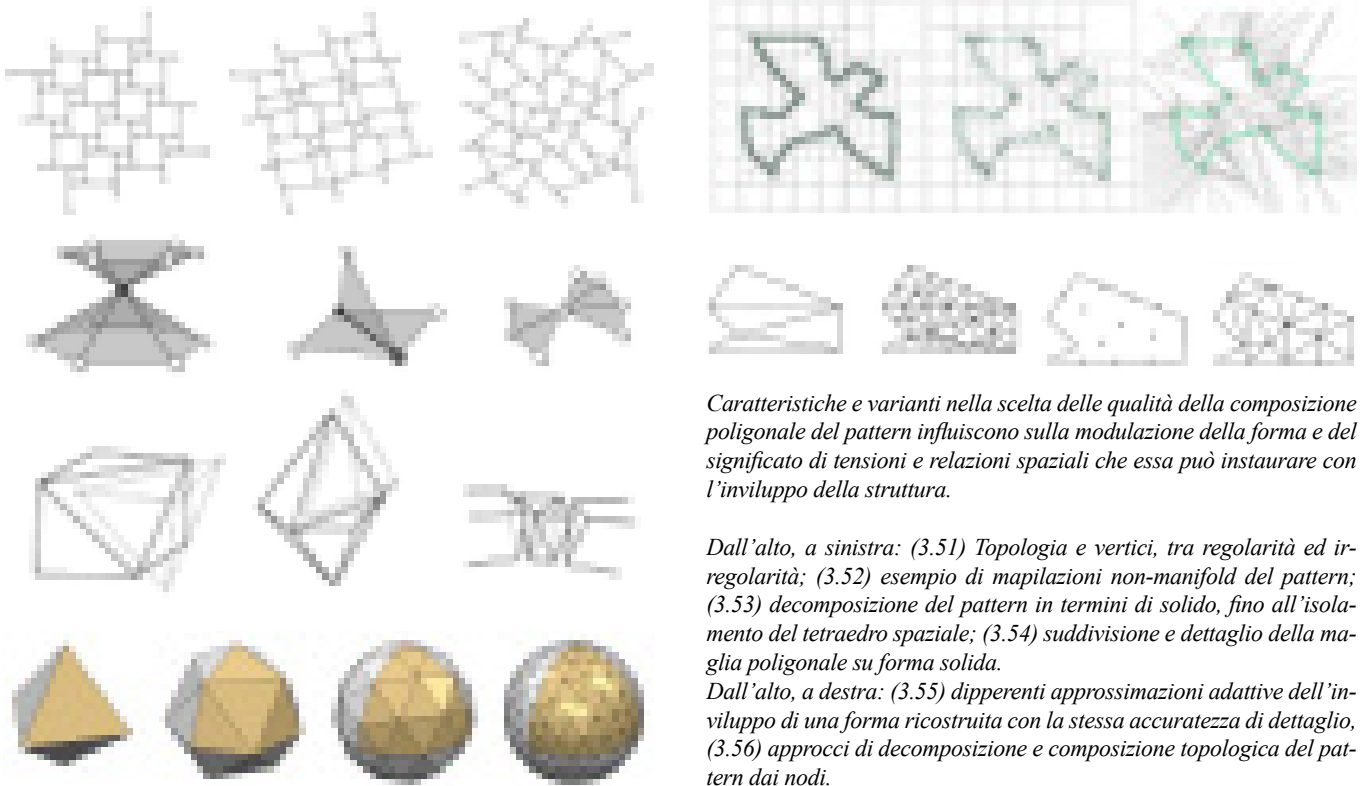 Caratteristiche e varianti nella scelta delle qualità della composizione
poligonale del pattern influiscono sulla modulazione della forma e del
significato di tensioni e relazioni spaziali che essa può instaurare con
l'inviluppo della struttura.
Dall'alto, a sinistra: (3.51) Topologia e vertici, tra regolarità ed ir-
regolarità; (3.52) esempio di mapilazioni non-manifold del pattern;
(3.53) decomposizione del pattern in termini di solido, fino all'isola-
mento del tetraedro spaziale; (3.54) suddivisione e dettaglio della ma-
glia poligonale su forma solida.
Dall'alto, a destra: (3.55) dipperenti approssimazioni adattive dell'in-
viluppo di una forma ricostruita con la stessa accuratezza di dettaglio,
(3.56) approcci di decomposizione e composizione topologica del pat-
tern dai nodi.